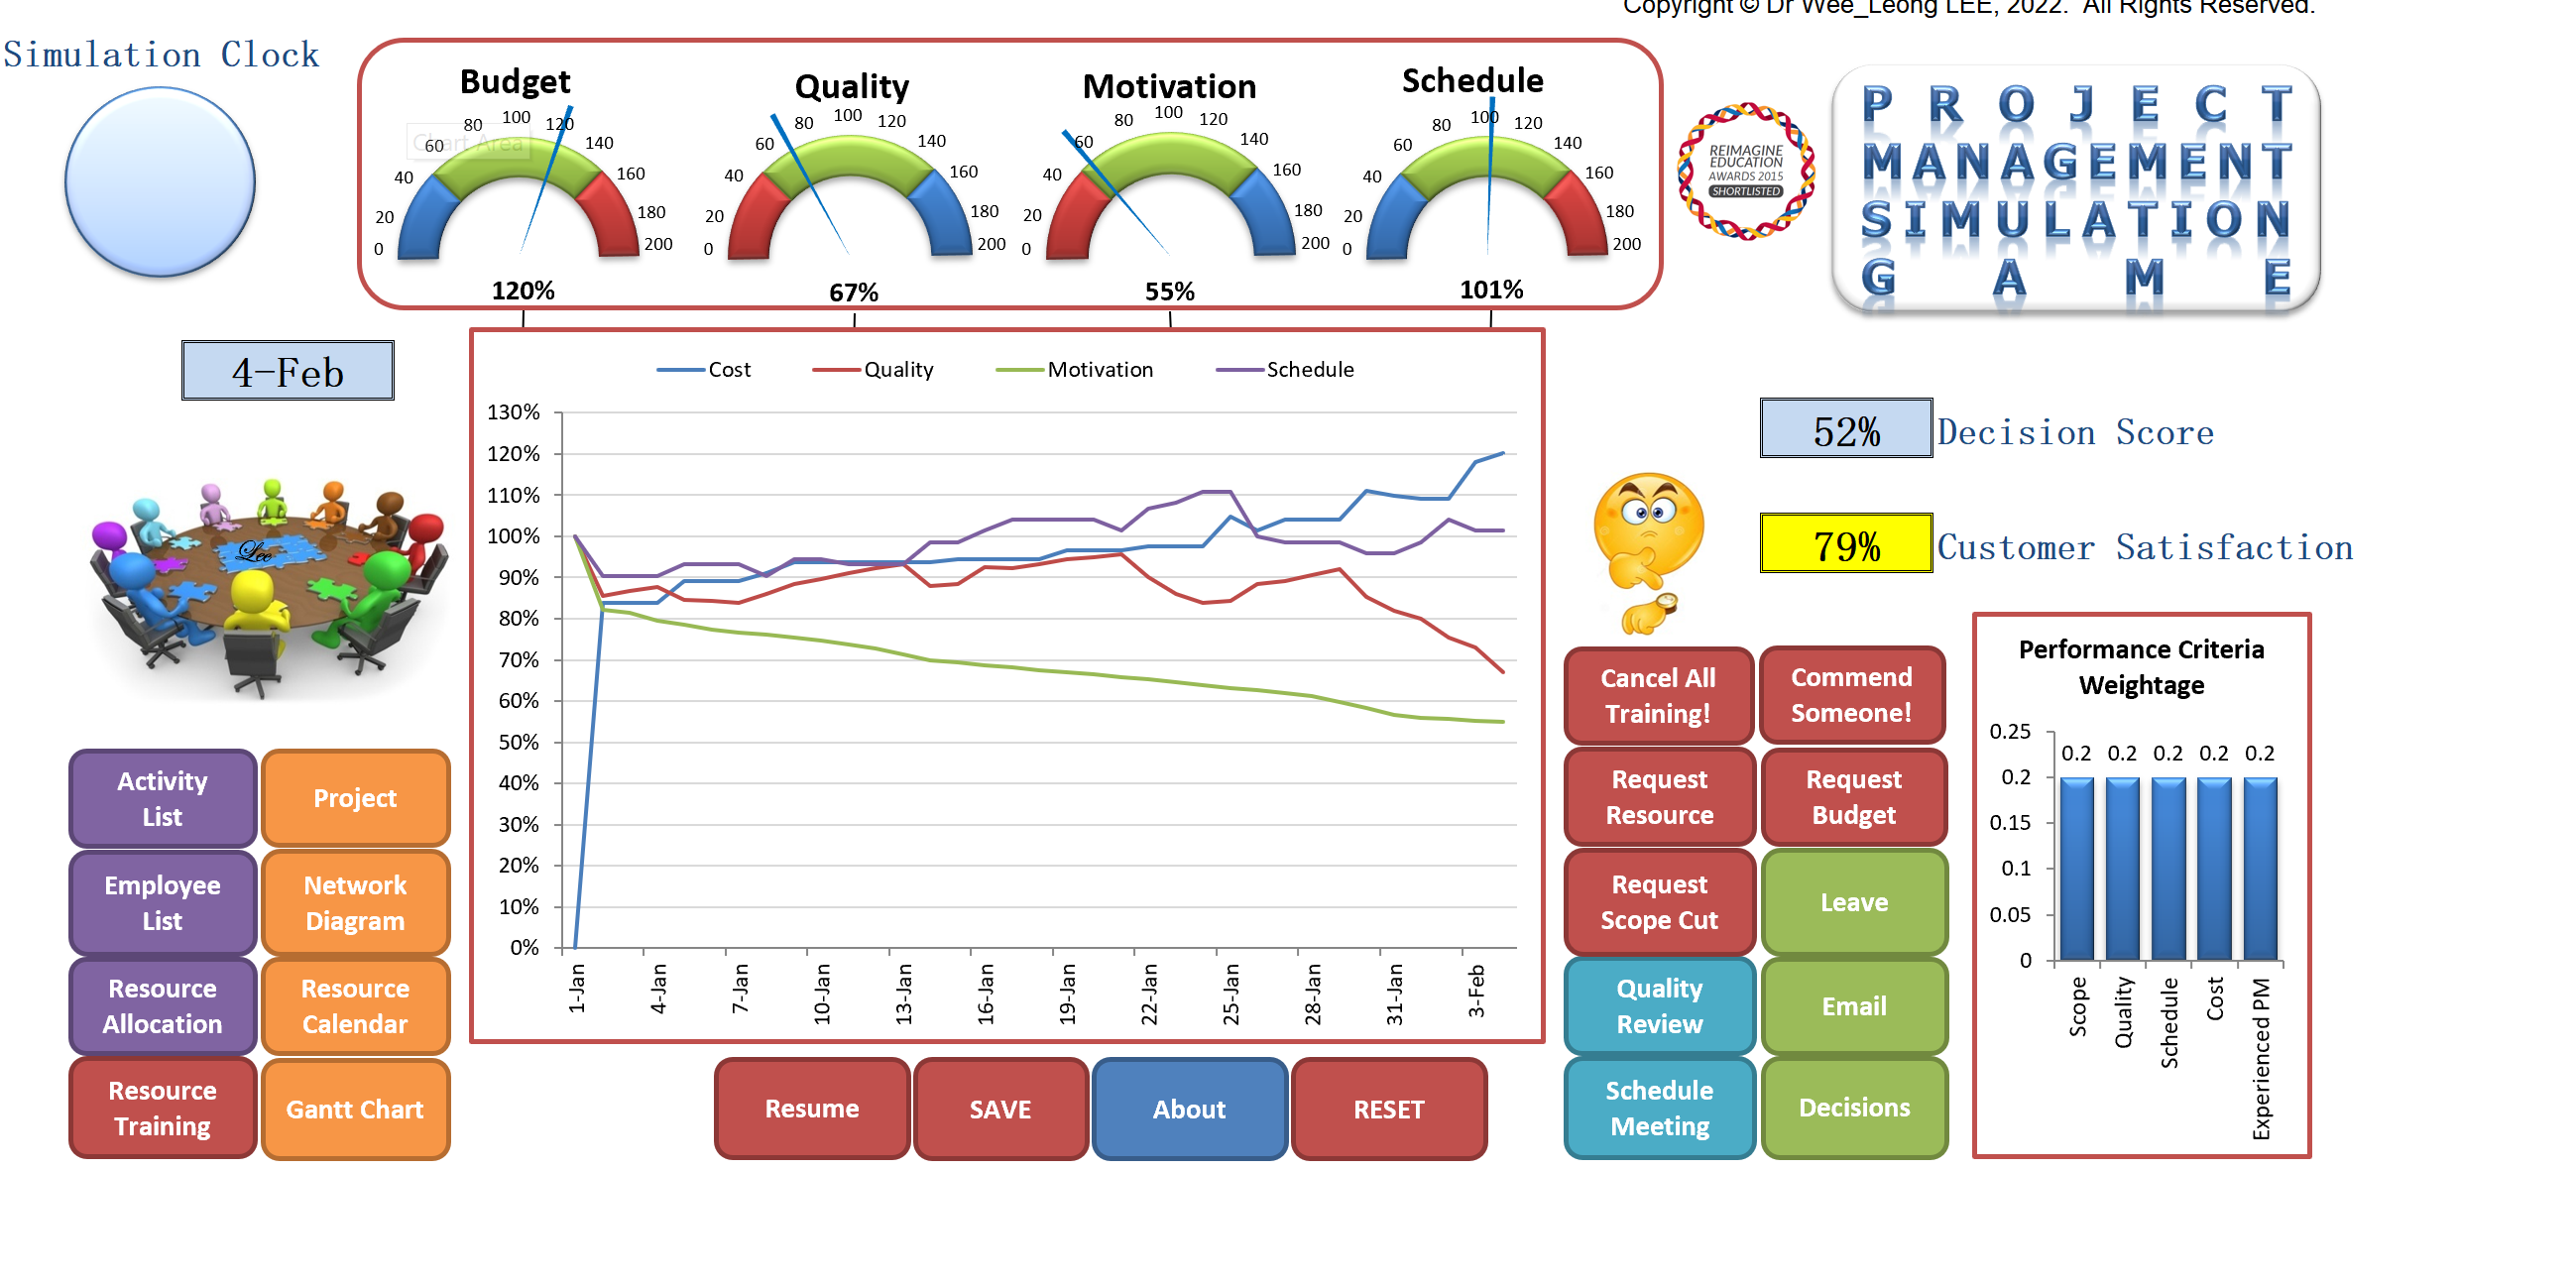 Copyright © Dr Wee_Leong LEE, 2022.  All Rights Reserved.
Simulation Clock
Budget
Quality
Motivation
Schedule
0 20 40 60 80 100 120 140 160 180 200
0 20 40 60 80 100 120 140 160 180 200
0 20 40 60 80 100 120 140 160 180 200
0 20 40 60 80 100 120 140 160 180 200
Chart Area
120%
67%
55%
101%
REIMAGINE
EDUCATION
AWARDS 2015
SHORTLISTED
PROJECT
MANAGEMENT
SIMULATION
GAME
4-Feb
Lee
Cost
Quality
Motivation
Schedule
130%
120%
110%
100%
90%
80%
70%
60%
50%
40%
30%
20%
10%
0%
1-Jan
4-Jan
7-Jan
10-Jan
13-Jan
16-Jan
19-Jan
22-Jan
25-Jan
28-Jan
31-Jan
3-Feb
52%
Decision Score
79%
Customer Satisfaction
Activity
List
Project
Employee
List
Network
Diagram
Resource
Allocation
Resource
Calendar
Resource
Training
Gantt Chart
Resume
SAVE
About
RESET
Cancel All
Training!
Commend
Someone!
Request
Resource
Request
Budget
Request
Scope Cut
Leave
Quality
Review
Email
Schedule
Meeting
Decisions
Performance Criteria
Weightage
0.25
0.2
0.15
0.1
0.05
0
0.2 0.2 0.2 0.2 0.2
Scope
Quality
Schedule
Cost
Experienced PM